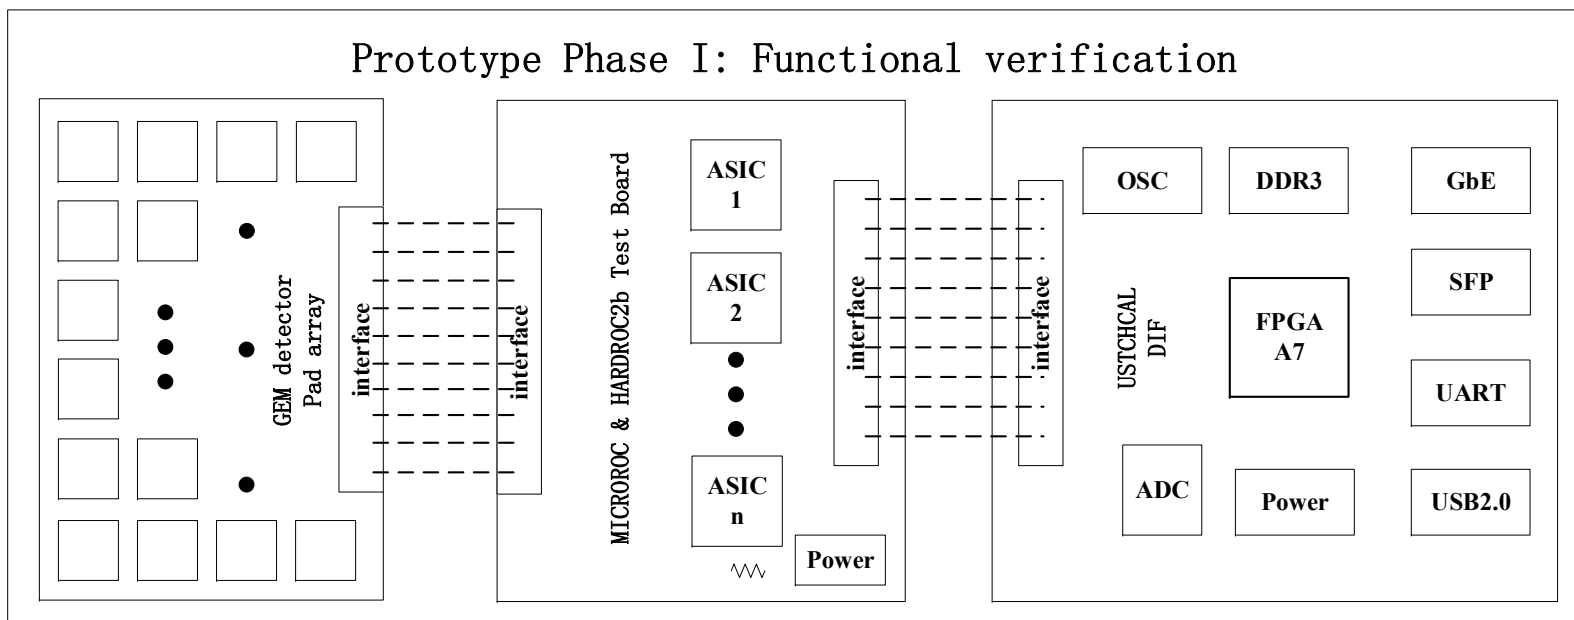 Prototype Phase I: Functional verification
GEM detector
Pad array
interface
interface
MICROROC & HARDROC2b Test Board
ASIC
1
ASIC
2
ASIC
n
Power
interface
interface
USTCHCAL
DIF
OSC
DDR3
GbE
SFP
FPGA
A7
UART
ADC
Power
USB2.0